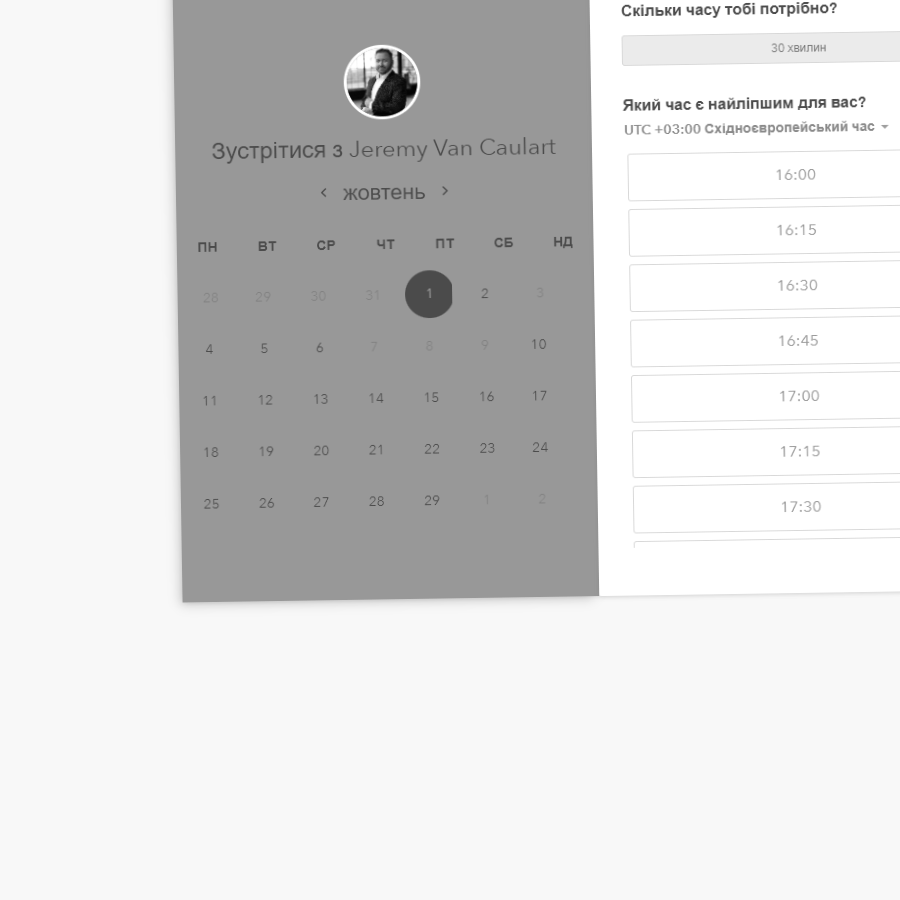 Зустрітися з Jeremy Van Caulart
< жовтень >
ПН ВТ СР ЧТ ПТ СБ НД
28 29 30 31 1 2 3
4 5 6 7 8 9 10
11 12 13 14 15 16 17
18 19 20 21 22 23 24
25 26 27 28 29 1 2
Скільки часу тобі потрібно?
30 хвилин
Який час є найліпшим для вас?
UTC +03:00 Східноєвропейський час
16:00
16:15
16:30
16:45
17:00
17:15
17:30